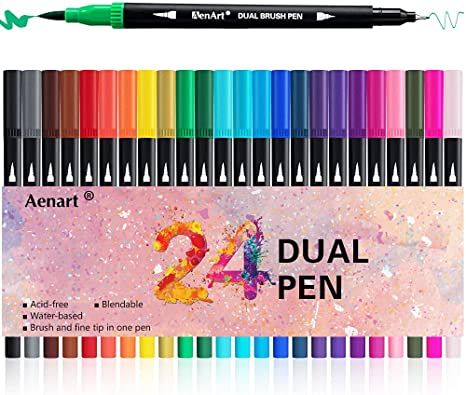 AenArt® DUAL BRUSH PEN
Aenart ®
24
DUAL
PEN
• Acid-free • Blendable
• Water-based
• Brush and fine tip in one pen